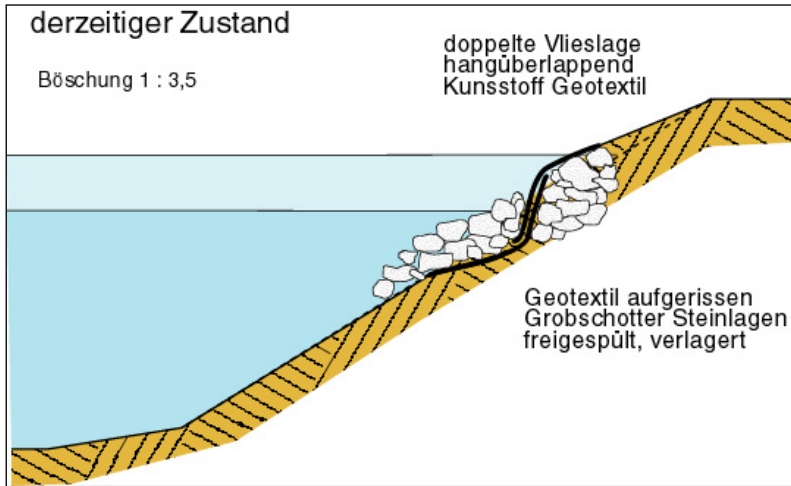 derzeitiger Zustand
Böschung 1 : 3,5
doppelte Vlieslage
hangüberlappend
Kunsstoff Geotextil
Geotextil aufgerissen
Grobschotter Steinlagen
freigespült, verlagert